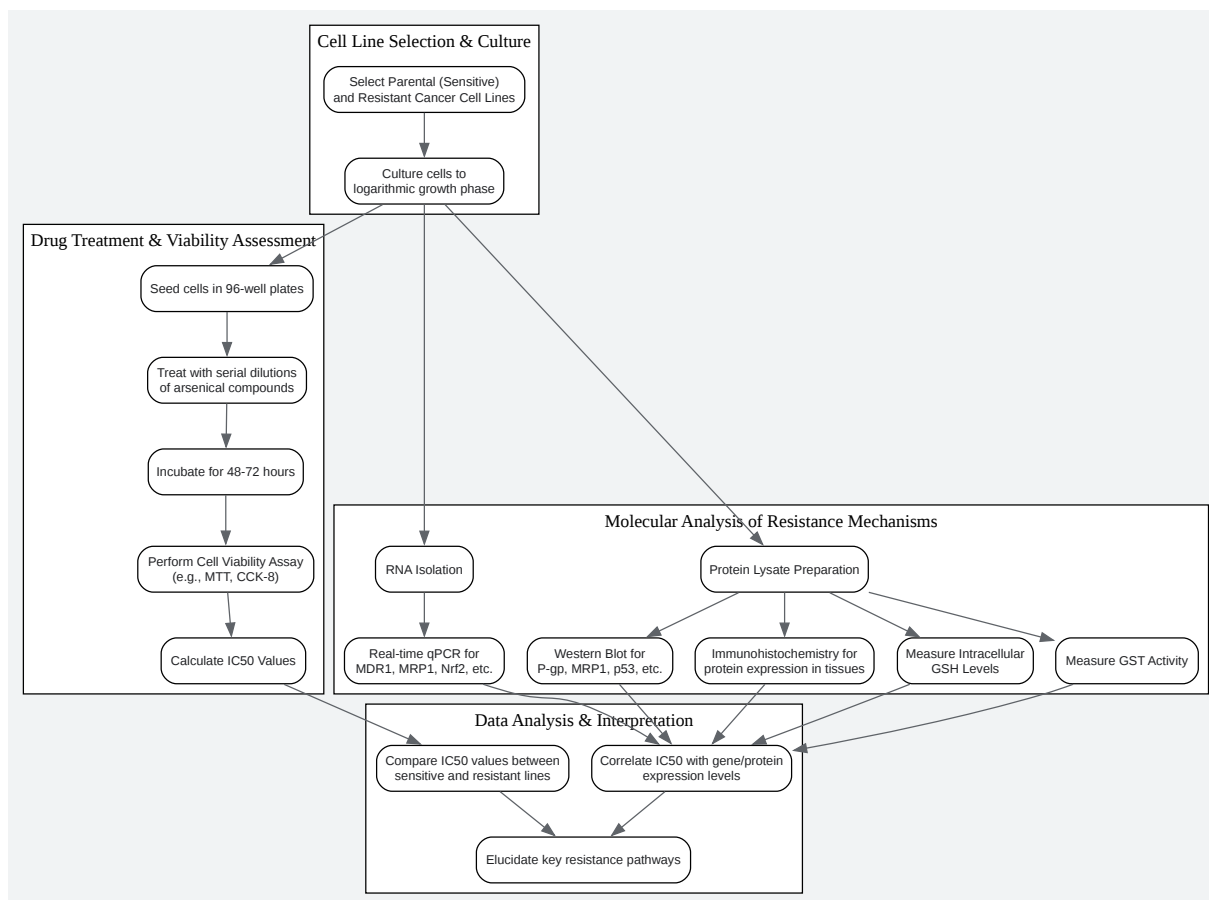 Cell Line Selection & Culture
Select Parental (Sensitive)
and Resistant Cancer Cell Lines
Culture cells to
logarithmic growth phase
Drug Treatment & Viability Assessment
Seed cells in 96-well plates
Treat with serial dilutions
of arsenical compounds
Incubate for 48-72 hours
Perform Cell Viability Assay
(e.g., MTT, CCK-8)
Calculate IC50 Values
Molecular Analysis of Resistance Mechanisms
RNA Isolation
Protein Lysate Preparation
Real-time qPCR for
MDR1, MRP1, Nrf2, etc.
Western Blot for
P-gp, MRP1, p53, etc.
Immunohistochemistry for
protein expression in tissues
Measure Intracellular
GSH Levels
Measure GST Activity
Data Analysis & Interpretation
Compare IC50 values between
sensitive and resistant lines
Correlate IC50 with gene/protein
expression levels
Elucidate key resistance pathways